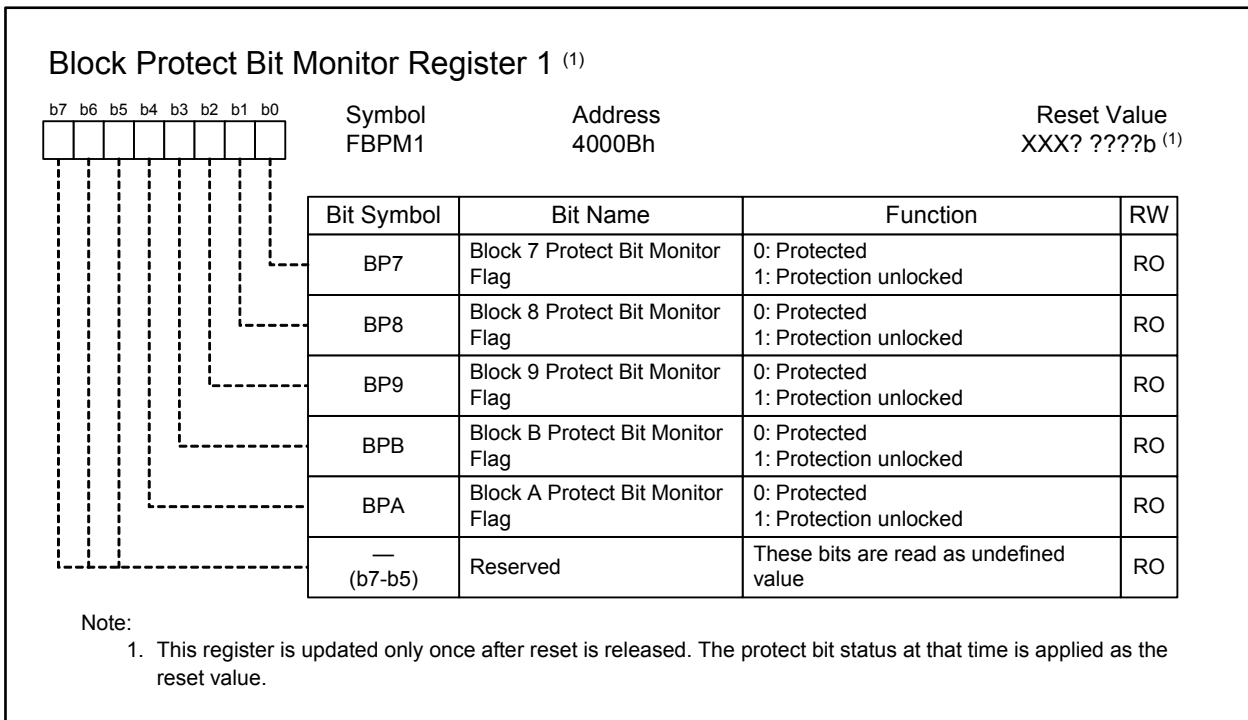 Block Protect Bit Monitor Register 1 (1)
b7 b6 b5 b4 b3 b2 b1 b0
Symbol Address Reset Value
FBPM1 4000Bh XXX? ????b (1)
Bit Symbol Bit Name Function RW
BP7 Block 7 Protect Bit Monitor Flag 0: Protected RO
1: Protection unlocked
BP8 Block 8 Protect Bit Monitor Flag 0: Protected RO
1: Protection unlocked
BP9 Block 9 Protect Bit Monitor Flag 0: Protected RO
1: Protection unlocked
BPB Block B Protect Bit Monitor Flag 0: Protected RO
1: Protection unlocked
BPA Block A Protect Bit Monitor Flag 0: Protected RO
1: Protection unlocked
—
(b7-b5) Reserved These bits are read as undefined value RO
Note:
1. This register is updated only once after reset is released. The protect bit status at that time is applied as the
reset value.